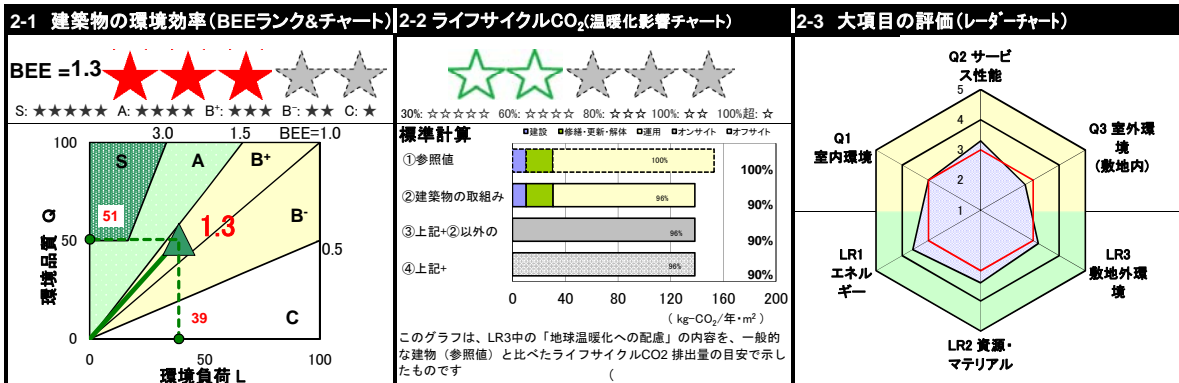 2-1 建築物の環境効率(BEEランク&チャート)
BEE = 1.3
S: ★★★★★ A: ★★★★ B⁺: ★★★ B⁻: ★★ C: ★
3.0 1.5 BEE=1.0
100
S A B⁺
B⁻
51
1.3
50
0.5
環境品質 Q
39
C
0
0 50 100
環境負荷 L
2-2 ライフサイクルCO₂(温暖化影響チャート)
30%: ☆☆☆☆☆ 60%: ☆☆☆☆ 80%: ☆☆☆ 100%: ☆☆ 100%超: ☆
標準計算
■建設 ■修繕・更新・解体 ■運用 ■オンサイト ■オフサイト
①参照値 100% 100%
②建築物の取組み 96% 90%
③上記+②以外の 96% 90%
④上記+ 96% 90%
0 40 80 120 160 200
( kg-CO₂/年・m² )
このグラフは、LR3中の「地球温暖化への配慮」の内容を、一般的
な建物（参照値）と比べたライフサイクルCO2 排出量の目安で示し
たものです (
2-3 大項目の評価(レーダーチャート)
Q2 サービ
ス性能
5
4
3
2
1
Q1
室内環境
Q3 室外環
境
(敷地内)
LR1
エネル
ギー
LR3
敷地外環
境
LR2 資源・
マテリアル